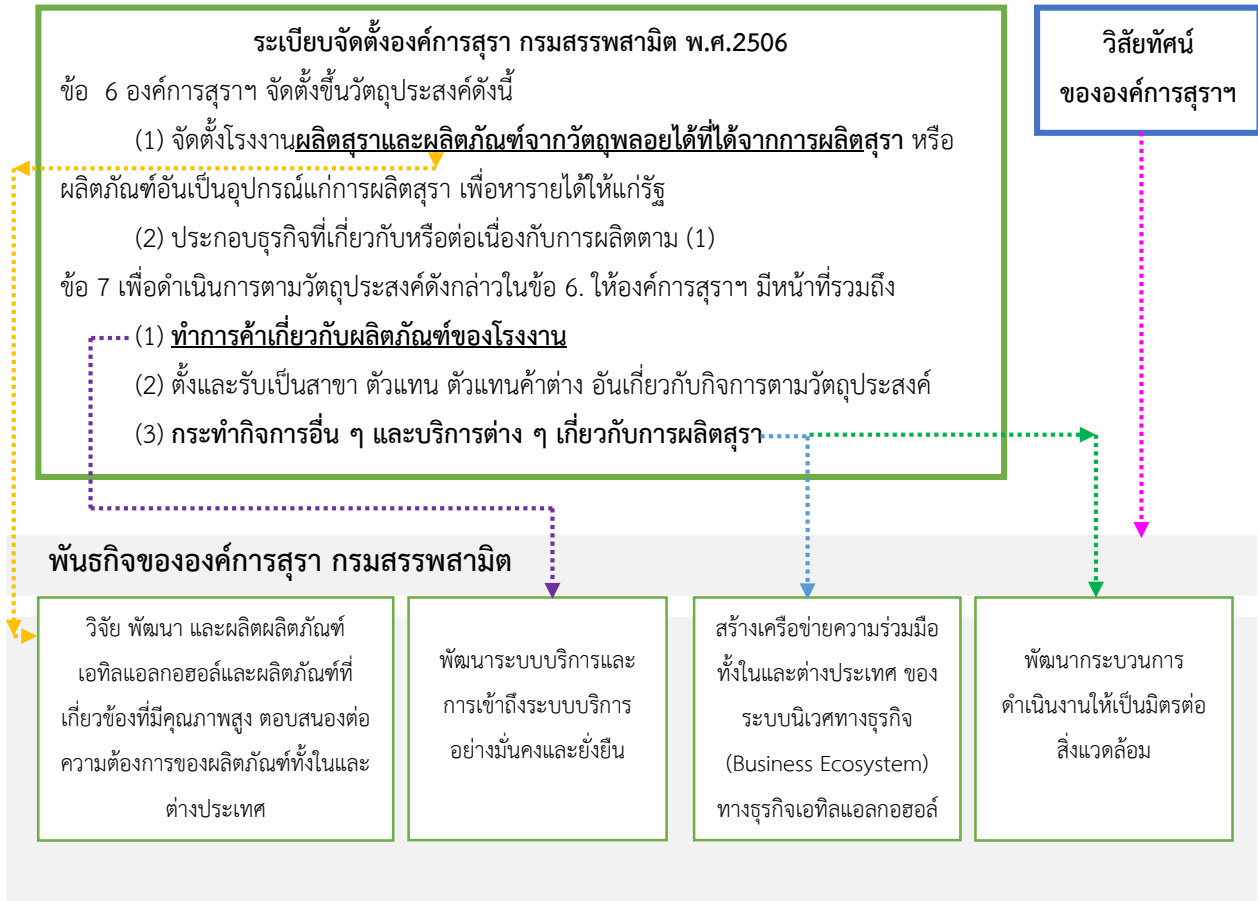 ระเบียบจัดตั้งองค์การสุรา กรมสรรพสามิต พ.ศ.2506
ข้อ 6 องค์การสุราฯ จัดตั้งขึ้นวัตถุประสงค์ดังนี้
(1) จัดตั้งโรงงานผลิตสุราและผลิตภัณฑ์จากวัตถุพลอยได้ที่ได้จากการผลิตสุรา หรือ
ผลิตภัณฑ์อันเป็นอุปกรณ์แก่การผลิตสุรา เพื่อหารายได้ให้แก่รัฐ
(2) ประกอบธุรกิจที่เกี่ยวกับหรือต่อเนื่องกับการผลิตตาม (1)
ข้อ 7 เพื่อดำเนินการตามวัตถุประสงค์ดังกล่าวในข้อ 6. ให้องค์การสุราฯ มีหน้าที่รวมถึง
(1) ทำการค้าเกี่ยวกับผลิตภัณฑ์ของโรงงาน
(2) ตั้งและรับเป็นสาขา ตัวแทน ตัวแทนค้าต่าง อันเกี่ยวกับกิจการตามวัตถุประสงค์
(3) กระทำกิจการอื่น ๆ และบริการต่าง ๆ เกี่ยวกับการผลิตสุรา
วิสัยทัศน์
ขององค์การสุราฯ
พันธกิจขององค์การสุรา กรมสรรพสามิต
วิจัย พัฒนา และผลิตผลิตภัณฑ์
เอทิลแอลกอฮอล์และผลิตภัณฑ์ที่
เกี่ยวข้องที่มีคุณภาพสูง ตอบสนองต่อ
ความต้องการของผลิตภัณฑ์ทั้งในและ
ต่างประเทศ
พัฒนาระบบบริการและ
การเข้าถึงระบบบริการ
อย่างมั่นคงและยั่งยืน
สร้างเครือข่ายความร่วมมือ
ทั้งในและต่างประเทศ ของ
ระบบนิเวศทางธุรกิจ
(Business Ecosystem)
ทางธุรกิจเอทิลแอลกอฮอล์
พัฒนากระบวนการ
ดำเนินงานให้เป็นมิตรต่อ
สิ่งแวดล้อม